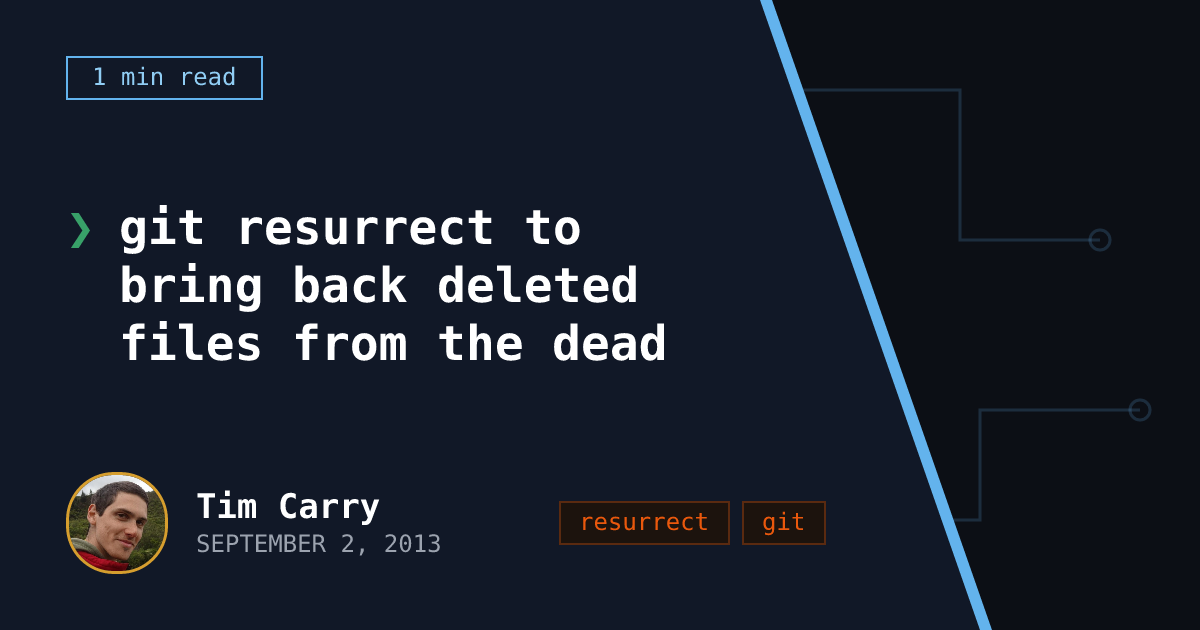 1 min read
❯ git resurrect to
bring back deleted
files from the dead
Tim Carry
SEPTEMBER 2, 2013
resurrect
git